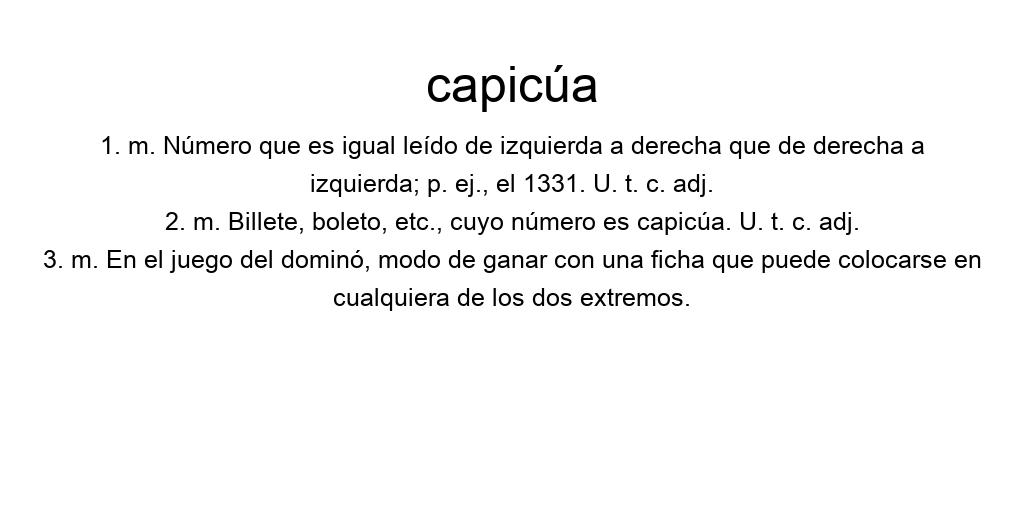 capicúa
1. m. Número que es igual leído de izquierda a derecha que de derecha a
izquierda; p. ej., el 1331. U. t. c. adj.
2. m. Billete, boleto, etc., cuyo número es capicúa. U. t. c. adj.
3. m. En el juego del dominó, modo de ganar con una ficha que puede colocarse en
cualquiera de los dos extremos.